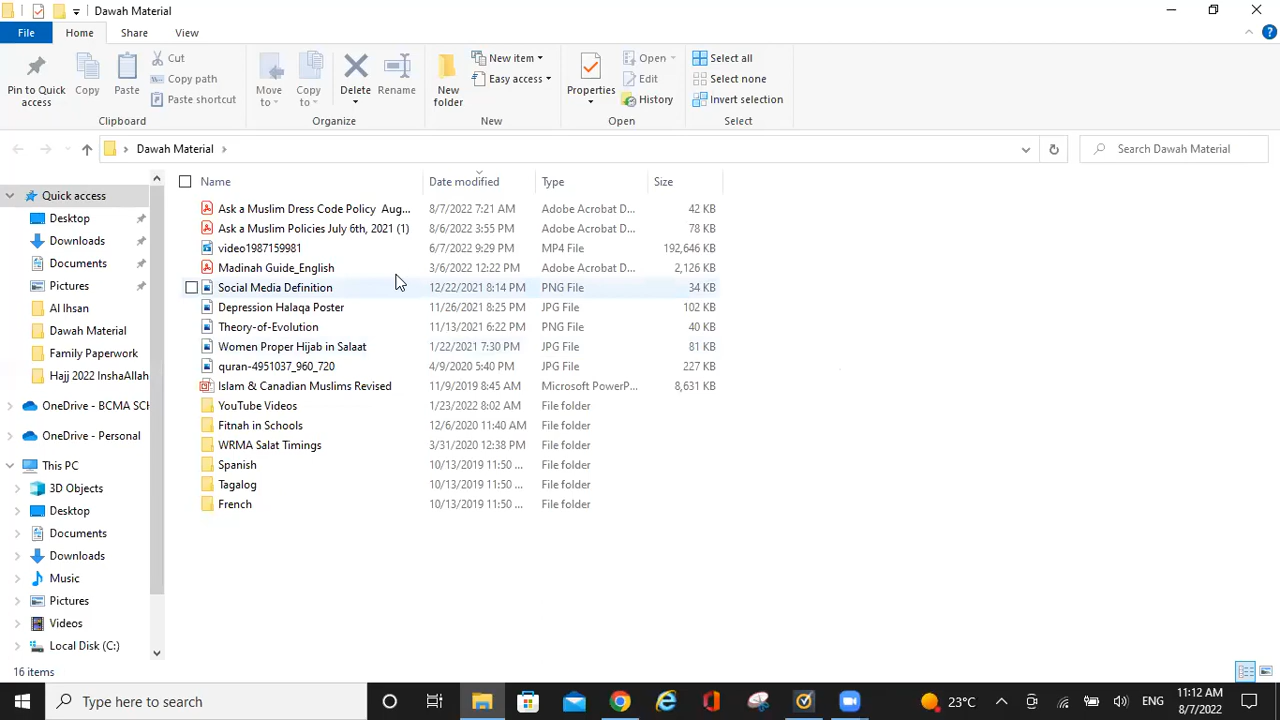 Dawah Material
File Home Share View
Pin to Quick access
Copy
Paste
Cut
Copy path
Paste shortcut
Clipboard
Move to
Copy to
Delete
Rename
Organize
New folder
New item
Easy access
New
Properties
Open
Edit
History
Open
Select all
Select none
Invert selection
Select
Dawah Material
Search Dawah Material
Quick access
Desktop
Downloads
Documents
Pictures
Al Ihsan
Dawah Material
Family Paperwork
Hajj 2022 InshaAllah
OneDrive - BCMA SCH
OneDrive - Personal
This PC
3D Objects
Desktop
Documents
Downloads
Music
Pictures
Videos
Local Disk (C:)
Name Date modified Type Size
Ask a Muslim Dress Code Policy Aug... 8/7/2022 7:21 AM Adobe Acrobat D... 42 KB
Ask a Muslim Policies July 6th, 2021 (1) 8/6/2022 3:55 PM Adobe Acrobat D... 78 KB
video1987159981 6/7/2022 9:29 PM MP4 File 192,646 KB
Madinah Guide_English 3/6/2022 12:22 PM Adobe Acrobat D... 2,126 KB
Social Media Definition 12/22/2021 8:14 PM PNG File 34 KB
Depression Halaqa Poster 11/26/2021 8:25 PM JPG File 102 KB
Theory-of-Evolution 11/13/2021 6:22 PM PNG File 40 KB
Women Proper Hijab in Salaat 1/22/2021 7:30 PM JPG File 81 KB
quran-4951037_960_720 4/9/2020 5:40 PM JPG File 227 KB
Islam & Canadian Muslims Revised 11/9/2019 8:45 AM Microsoft PowerP... 8,631 KB
YouTube Videos 1/23/2022 8:02 AM File folder
Fitnah in Schools 12/6/2020 11:40 AM File folder
WRMA Salat Timings 3/31/2020 12:38 PM File folder
Spanish 10/13/2019 11:50 ... File folder
Tagalog 10/13/2019 11:50 ... File folder
French 10/13/2019 11:50 ... File folder
16 items
Type here to search
23°C
ENG
11:12 AM
8/7/2022